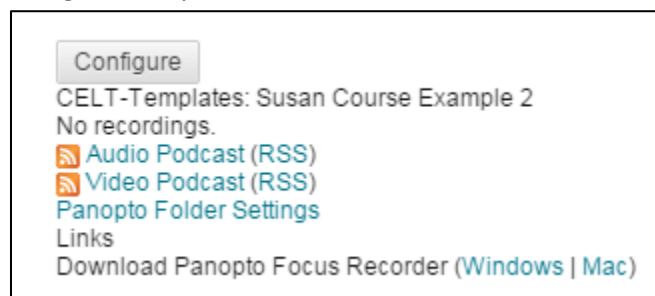 Configure
CELT-Templates: Susan Course Example 2
No recordings.
Audio Podcast (RSS)
Video Podcast (RSS)
Panopto Folder Settings
Links
Download Panopto Focus Recorder (Windows | Mac)